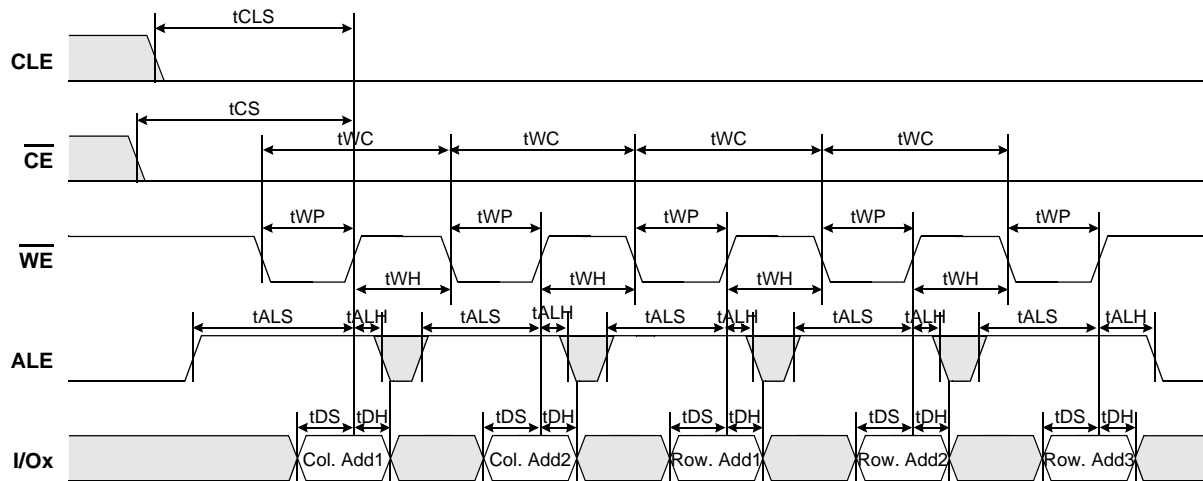 tCLS
CLE
tCS
CE
tWC tWC tWC tWC
tWP tWP tWP tWP tWP
WE
tWH tWH tWH tWH
tALS tALH tALS tALH tALS tALH tALS tALH tALS tALH
ALE
tDS tDH tDS tDH tDS tDH tDS tDH tDS tDH
I/Ox Col. Add1 Col. Add2 Row. Add1 Row. Add2 Row. Add3